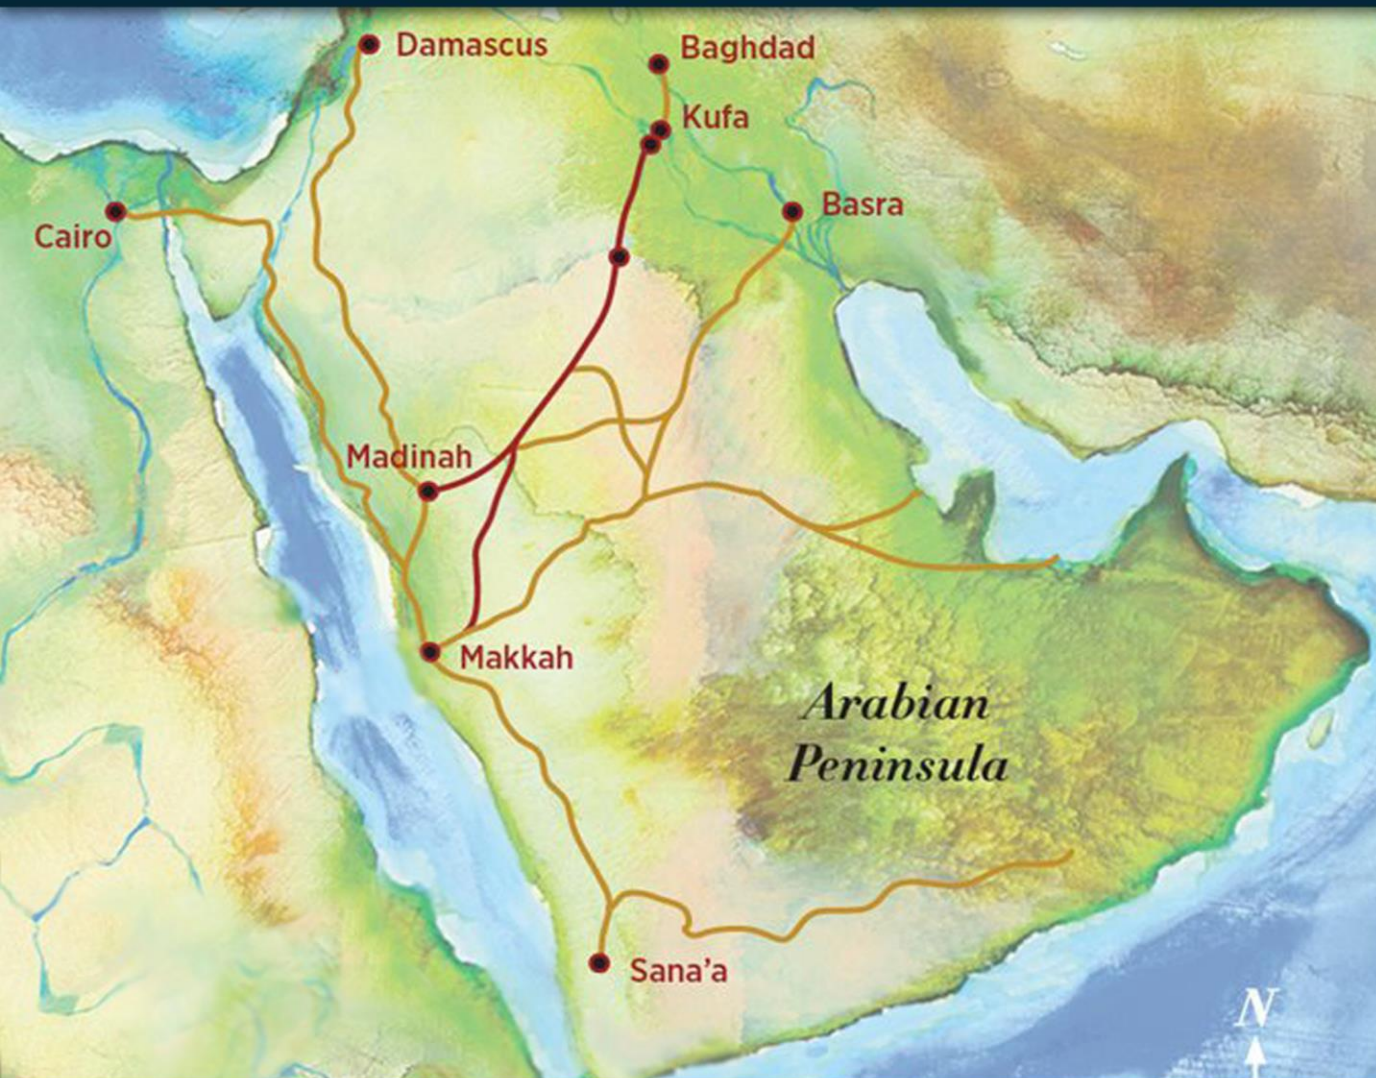 Damascus
Baghdad
Kufa
Basra
Cairo
Madinah
Makkah
Arabian
Peninsula
Sana’a
N